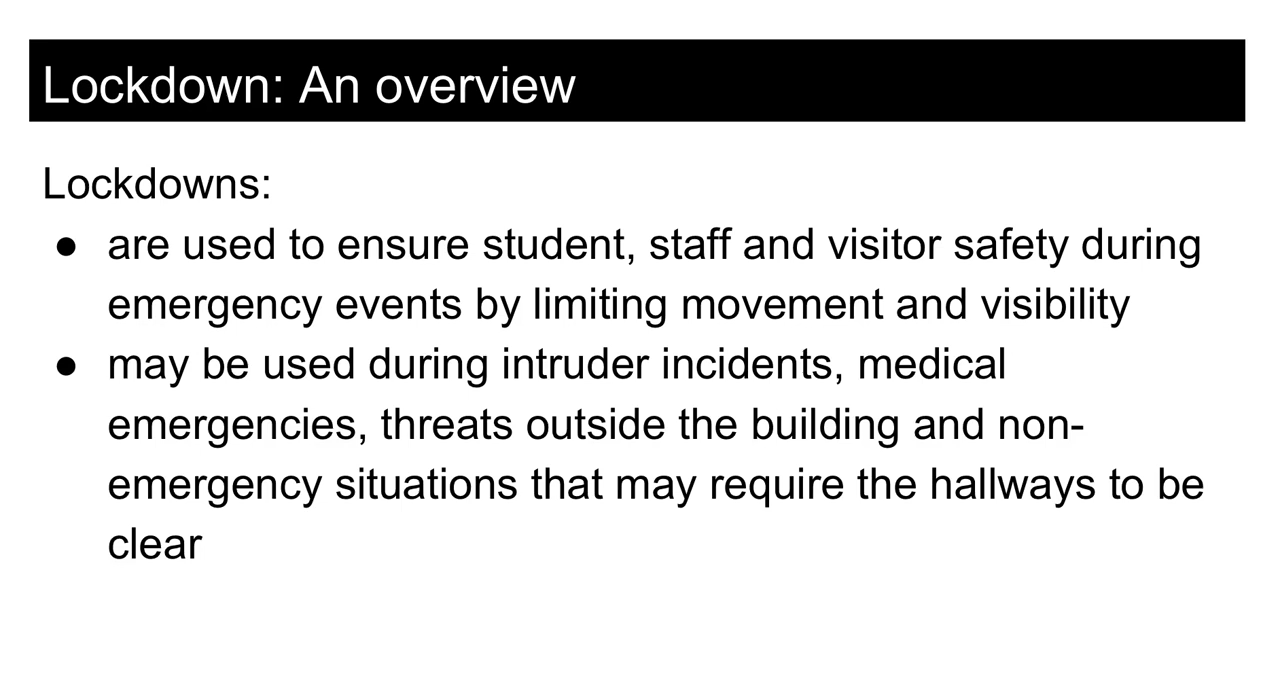 Lockdown: An overview
Lockdowns:
● are used to ensure student, staff and visitor safety during
emergency events by limiting movement and visibility
● may be used during intruder incidents, medical
emergencies, threats outside the building and non-
emergency situations that may require the hallways to be
clear